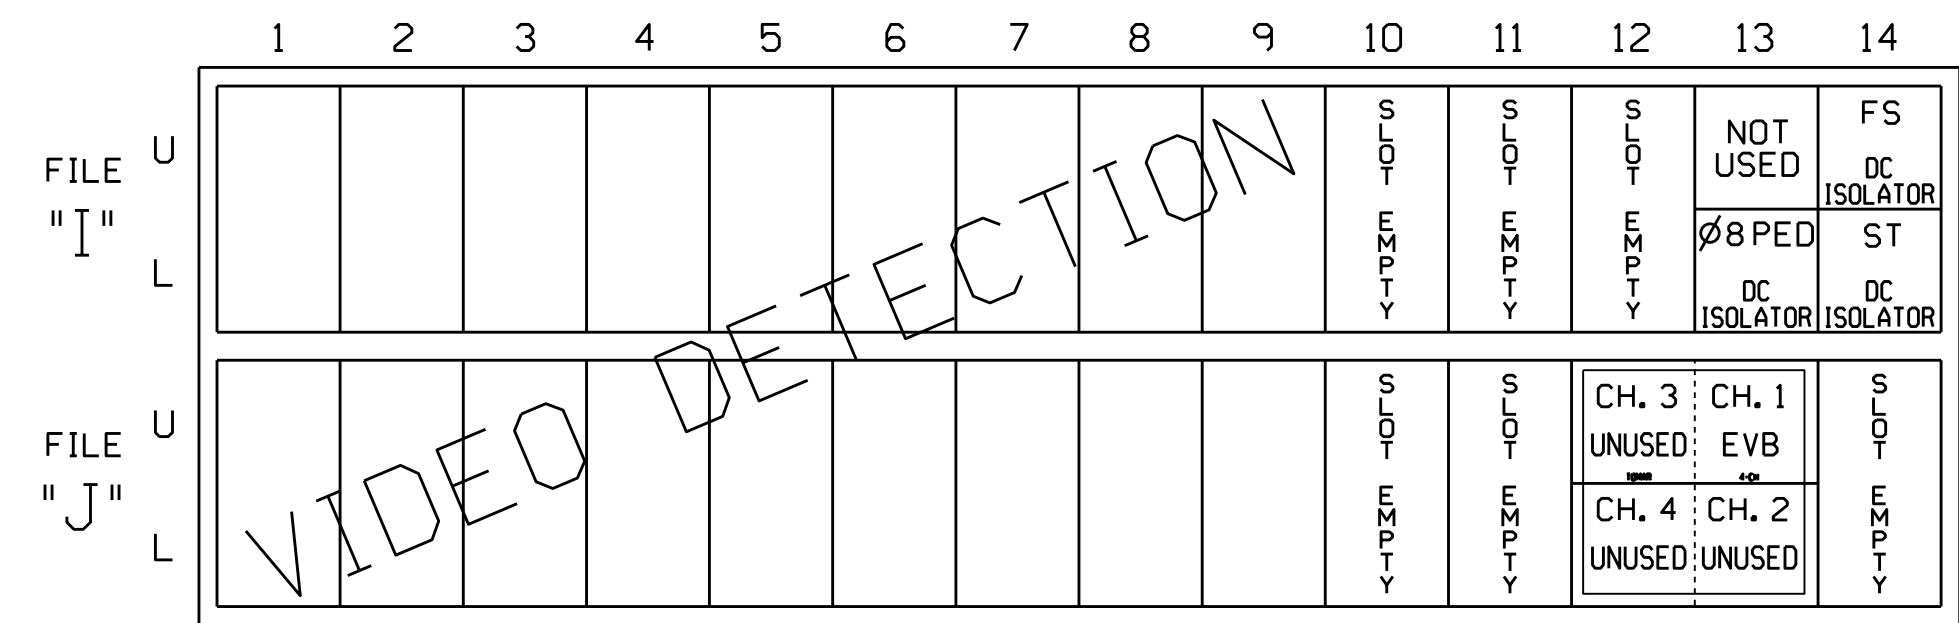 1 2 3 4 5 6 7 8 9 10 11 12 13 14
FILE
"I"
U
L
SLOT EMPTY
SLOT EMPTY
SLOT EMPTY
NOT
USED
FS
DC
ISOLATOR
Ø8 PED
DC
ISOLATOR
ST
DC
ISOLATOR
VIDEO DETECTION
FILE
"J"
U
L
SLOT EMPTY
SLOT EMPTY
CH. 3
UNUSED
CH. 1
EVB
CH. 4
UNUSED
CH. 2
UNUSED
SLOT EMPTY